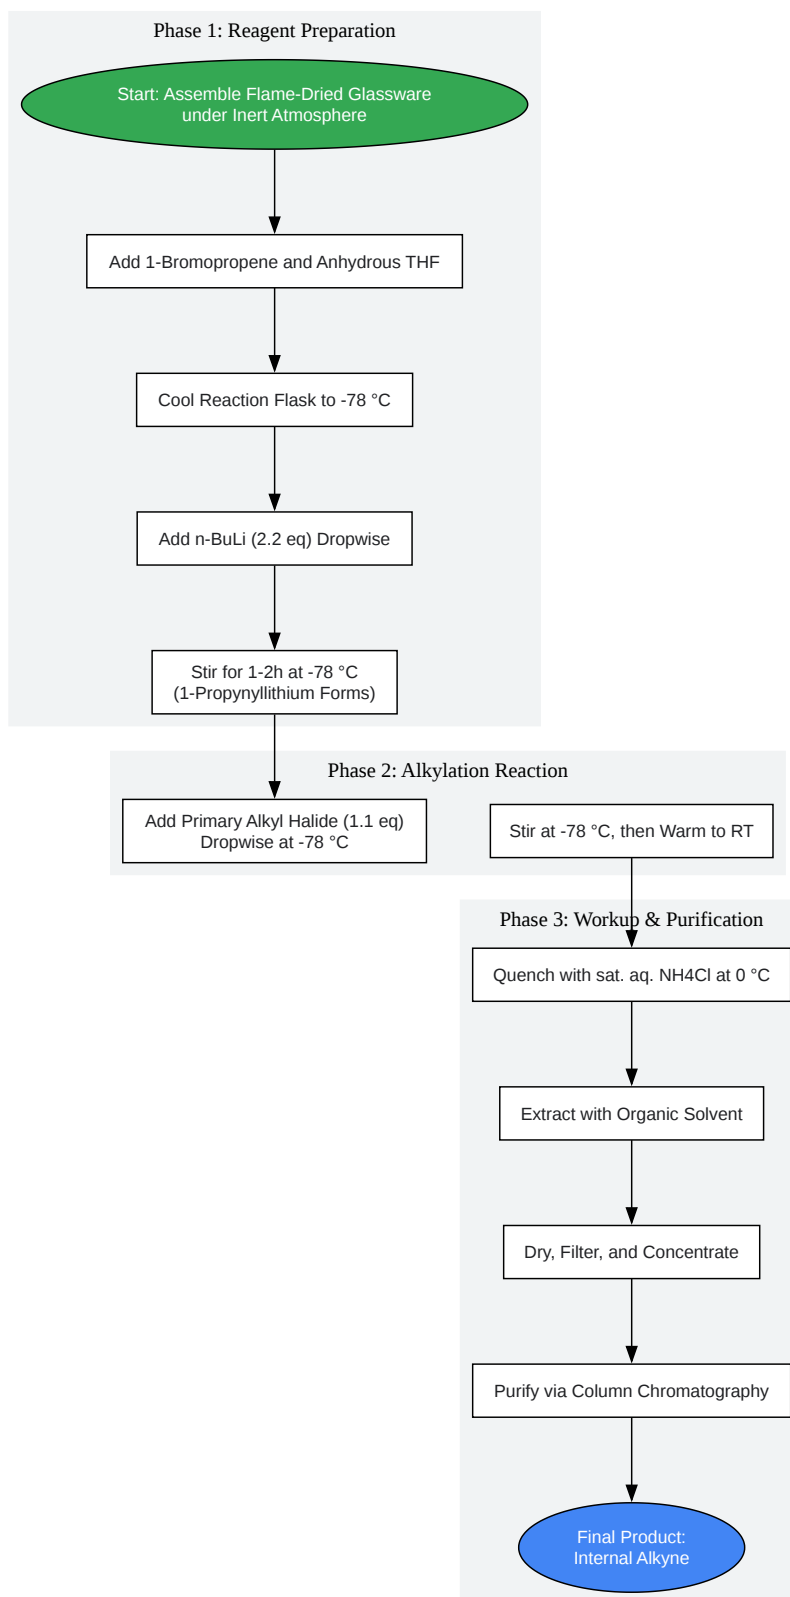 Phase 1: Reagent Preparation
Start: Assemble Flame-Dried Glassware
under Inert Atmosphere
Add 1-Bromopropene and Anhydrous THF
Cool Reaction Flask to -78 °C
Add n-BuLi (2.2 eq) Dropwise
Stir for 1-2h at -78 °C
(1-Propynyllithium Forms)
Phase 2: Alkylation Reaction
Add Primary Alkyl Halide (1.1 eq)
Dropwise at -78 °C
Stir at -78 °C, then Warm to RT
Phase 3: Workup & Purification
Quench with sat. aq. NH4Cl at 0 °C
Extract with Organic Solvent
Dry, Filter, and Concentrate
Purify via Column Chromatography
Final Product:
Internal Alkyne